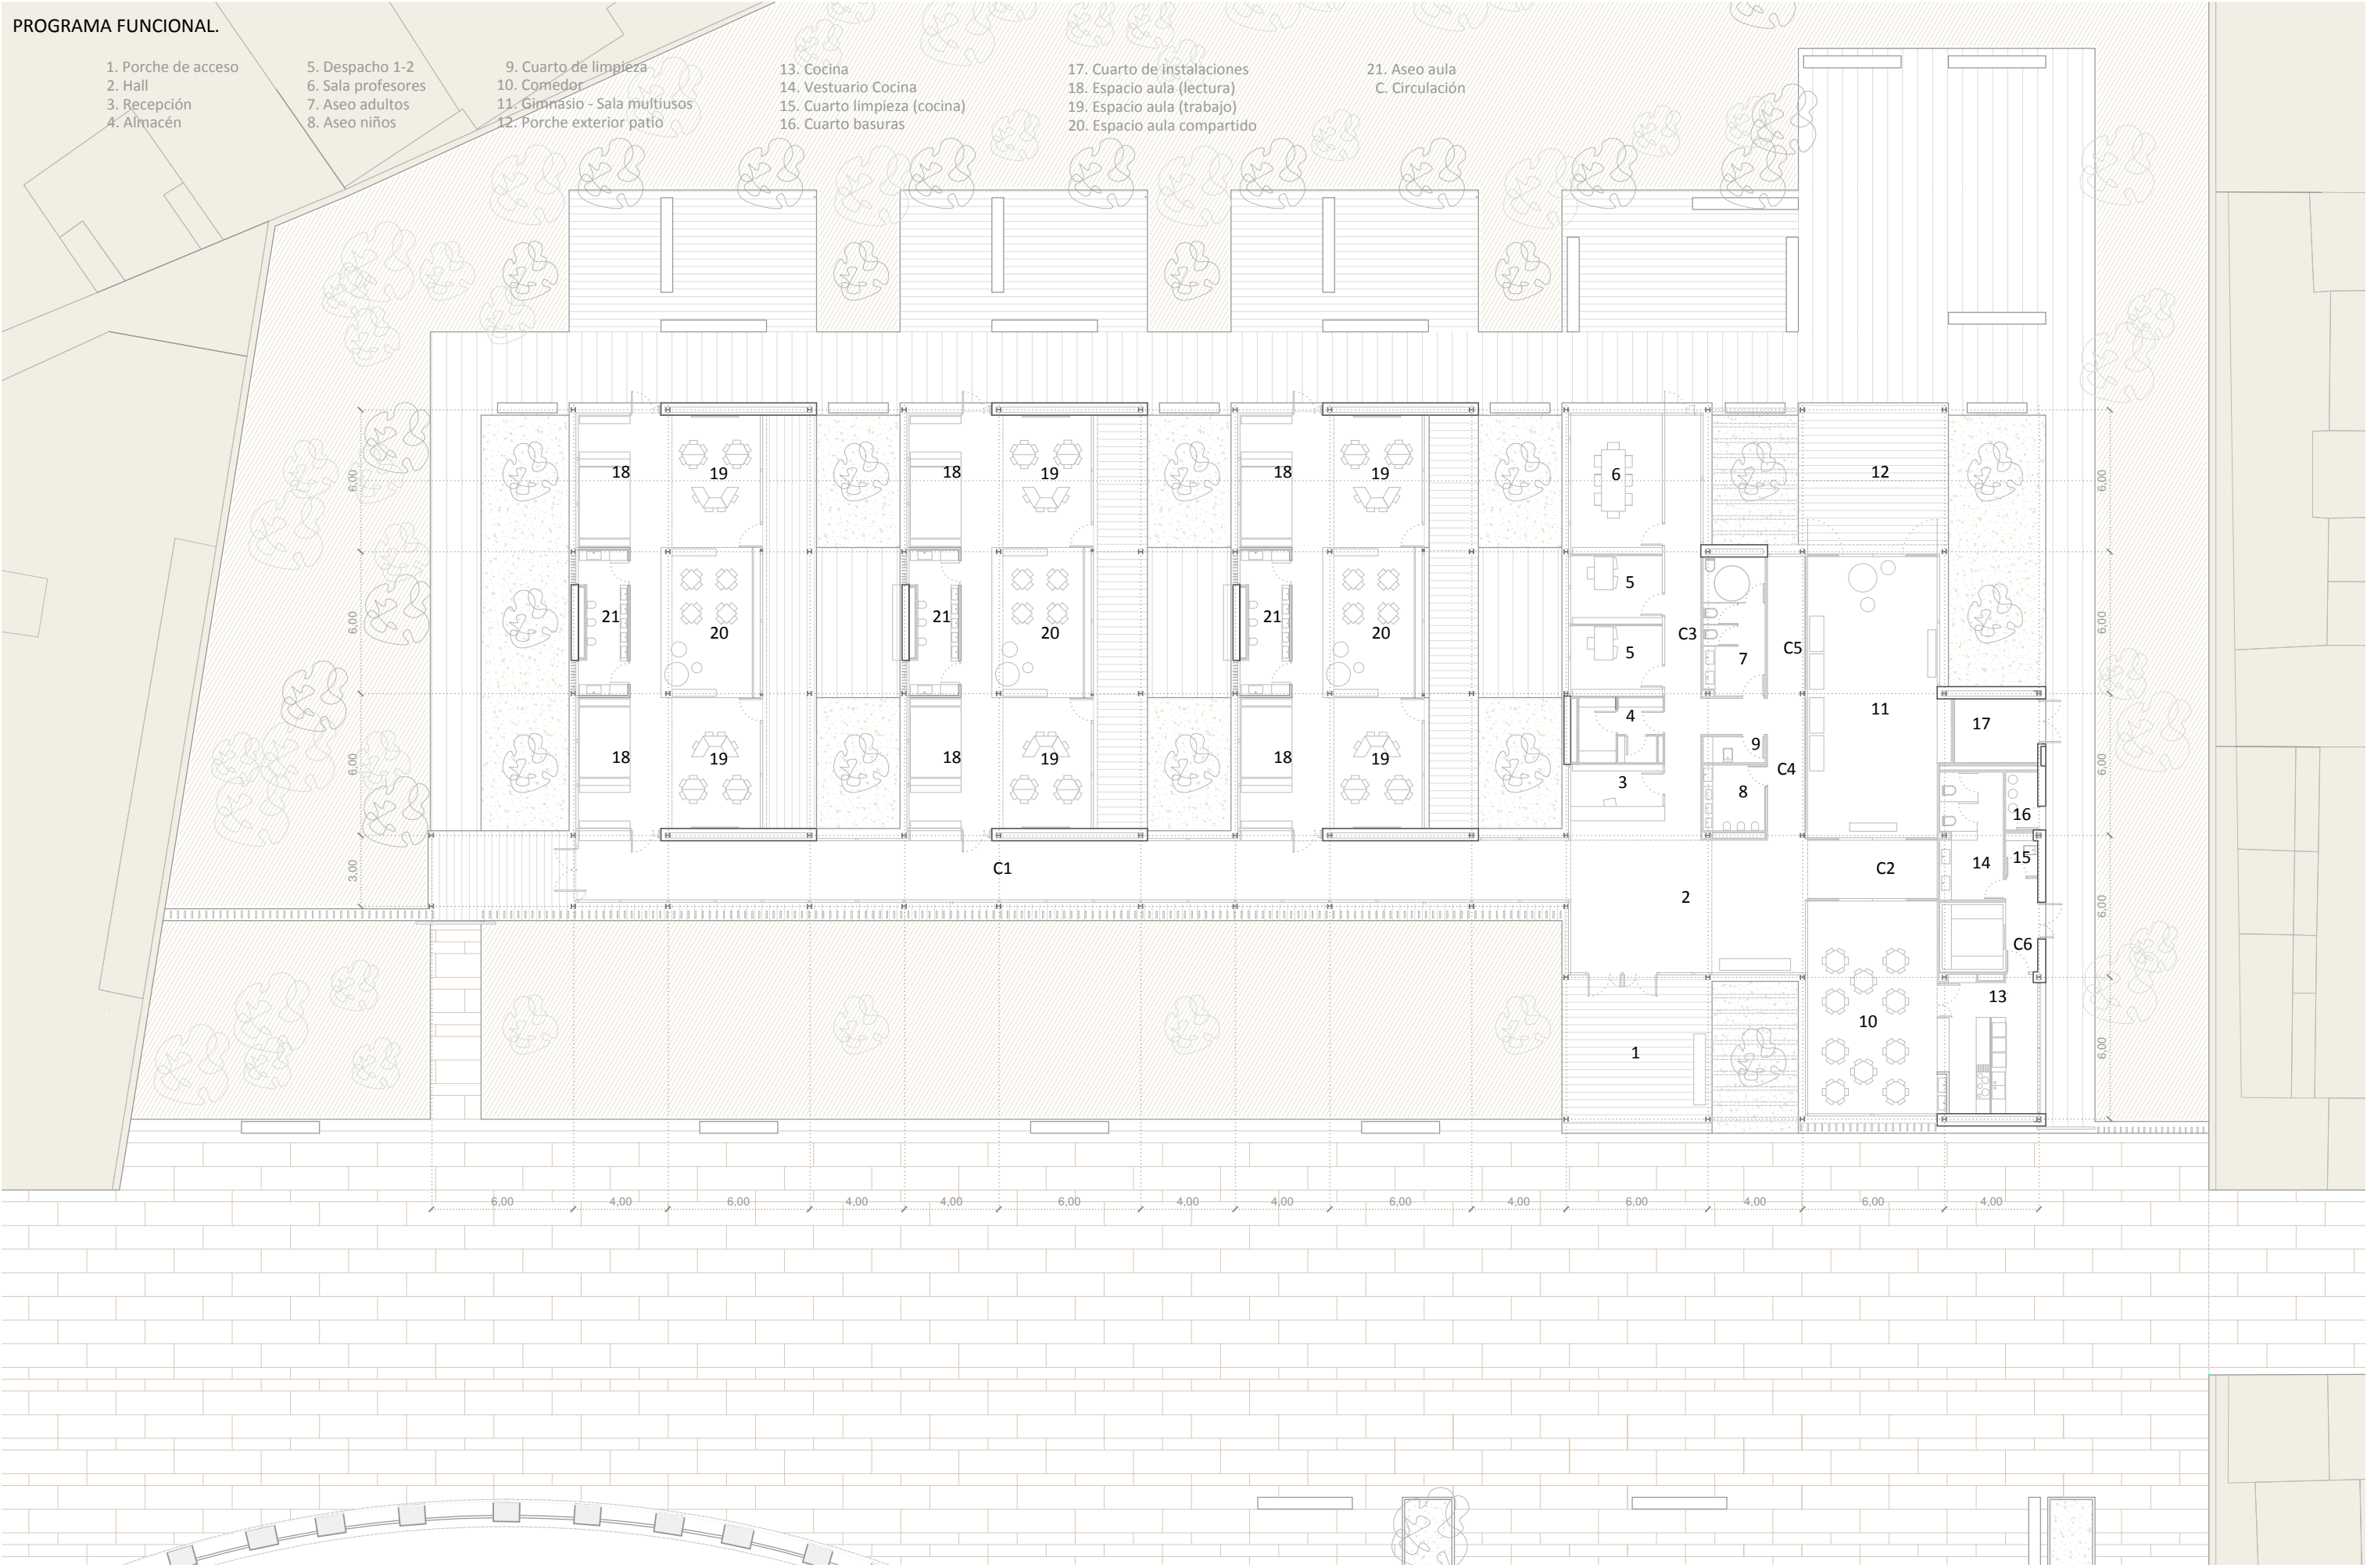 PROGRAMA FUNCIONAL.
1. Porche de acceso
2. Hall
3. Recepción
4. Almacén
5. Despacho 1-2
6. Sala profesores
7. Aseo adultos
8. Aseo niños
9. Cuarto de limpieza
10. Comedor
11. Gimnasio - Sala multiusos
12. Porche exterior patio
13. Cocina
14. Vestuario Cocina
15. Cuarto limpieza (cocina)
16. Cuarto basuras
17. Cuarto de instalaciones
18. Espacio aula (lectura)
19. Espacio aula (trabajo)
20. Espacio aula compartido
21. Aseo aula
C. Circulación
6,00 18 19 18 19 18 19 6 12 6,00
5
6,00 21 20 21 20 21 20 C3 C5 6,00
5 7
4 11 17
18 19 18 19 18 19 9
6,00 C4 6,00
3 8 16
3,00 C1 14 15
C2
2 6,00
C6
13
10
1 6,00
6,00 4,00 6,00 4,00 4,00 6,00 4,00 4,00 6,00 4,00 6,00 4,00 6,00 4,00